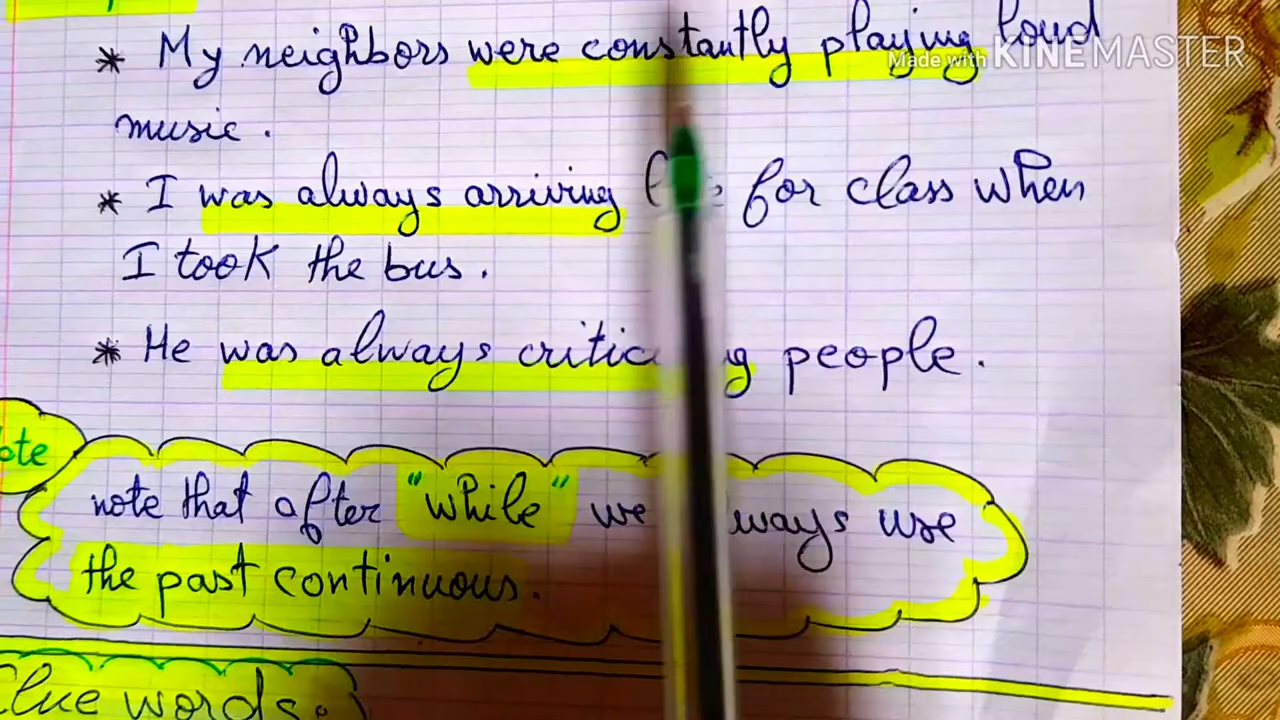 * My neighbors were constantly playing loud
Made with KINEMASTER
music.
* I was always arriving for class when
I took the bus.
* He was always people.
note that after "while" we use
the past continuous.
Clue words: